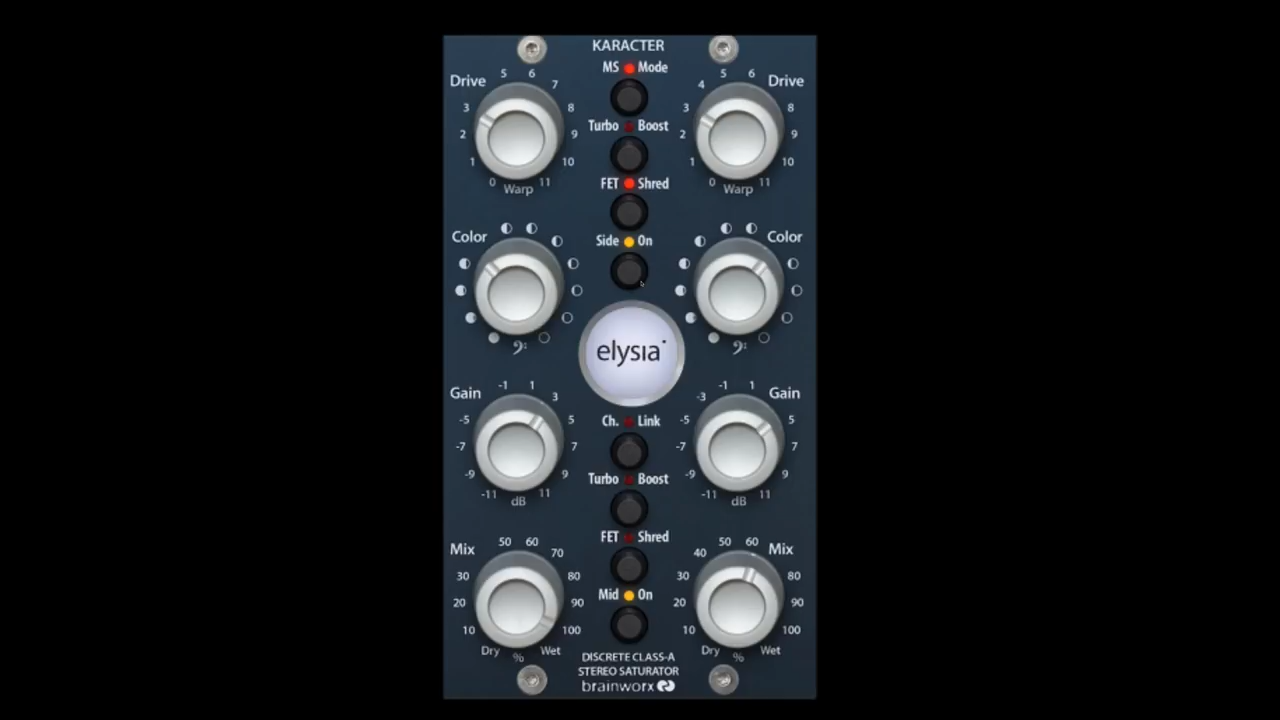 KARACTER
MS Mode
Drive 5 6 7
3 8
2 9
1 10
0 11
Warp
4 5 6 Drive
3 8
2 9
1 10
0 11
Warp
Turbo Boost
FET Shred
Side On
Color
Color
elysia
Gain -1 1 3
-5 5
-7 7
-9 9
-11 11
dB
-3 -1 1 Gain
-5 5
-7 7
-9 9
-11 11
dB
Ch. Link
Turbo Boost
FET Shred
Mid On
Mix 50 60 70
30 80
20 90
10 100
Dry % Wet
40 50 60 Mix
30 80
20 90
10 100
Dry % Wet
DISCRETE CLASS-A
STEREO SATURATOR
brainworx